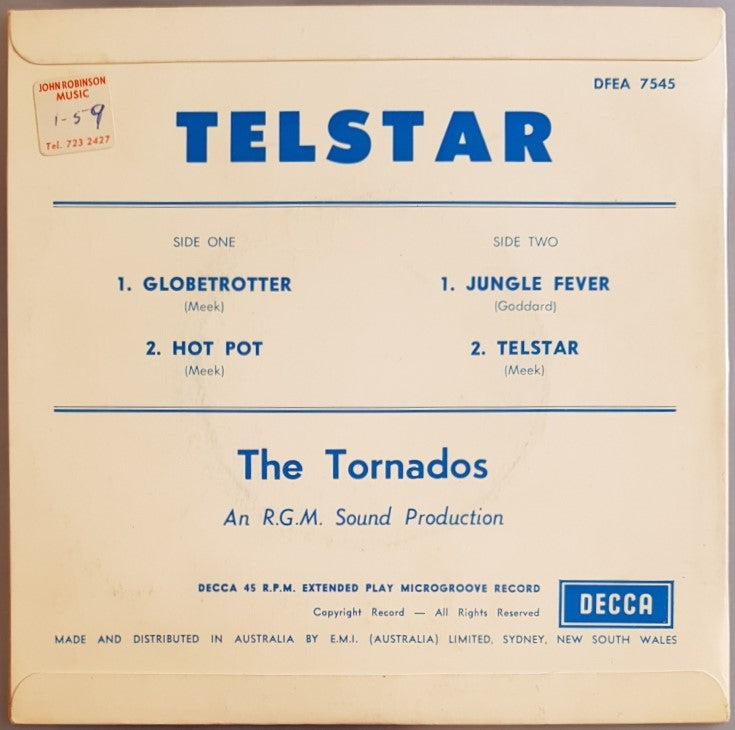 JOHN ROBINSON
MUSIC
1-59
Tel. 723 2427
DFEA 7545
TELSTAR
SIDE ONE
1. GLOBETROTTER
(Meek)
2. HOT POT
(Meek)
SIDE TWO
1. JUNGLE FEVER
(Goddard)
2. TELSTAR
(Meek)
The Tornados
An R.G.M. Sound Production
DECCA 45 R.P.M. EXTENDED PLAY MICROGROOVE RECORD
Copyright Record — All Rights Reserved
DECCA
MADE AND DISTRIBUTED IN AUSTRALIA BY E.M.I. (AUSTRALIA) LIMITED, SYDNEY, NEW SOUTH WALES